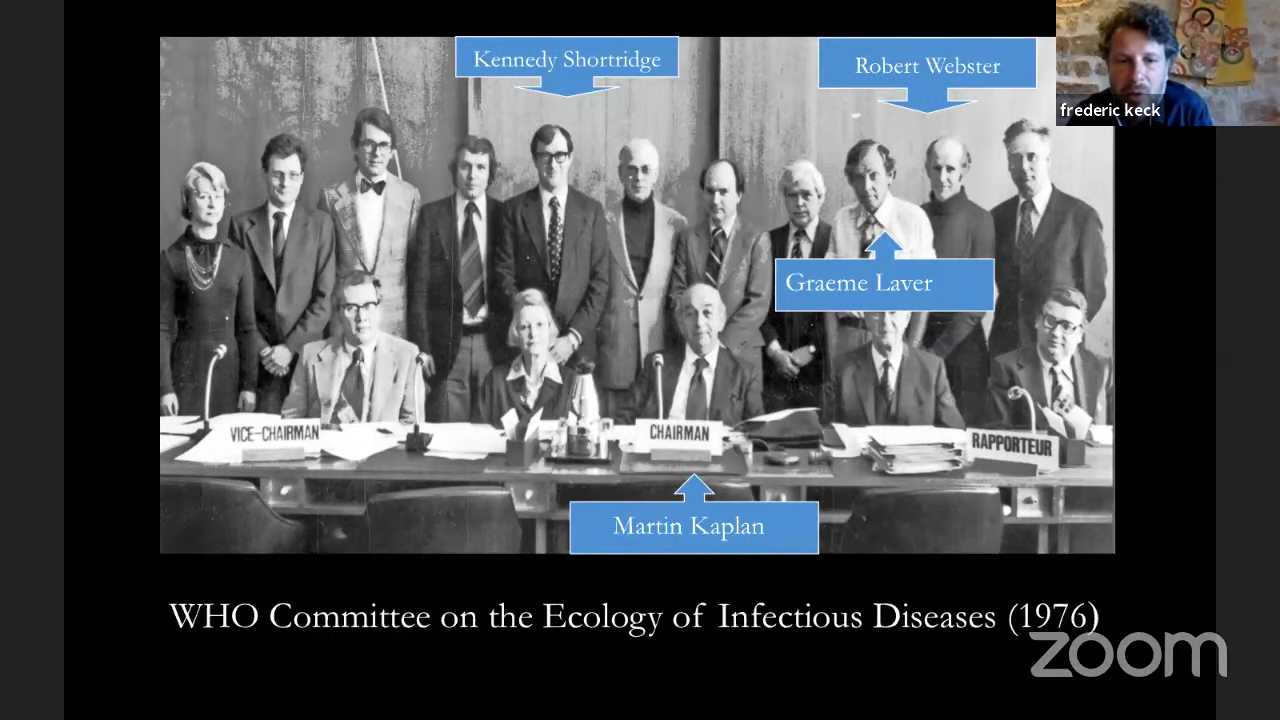 Kennedy Shortridge
Robert Webster
frederic keck
Graeme Laver
VICE-CHAIRMAN
CHAIRMAN
RAPPORTEUR
Martin Kaplan
WHO Committee on the Ecology of Infectious Diseases (1976)
zoom